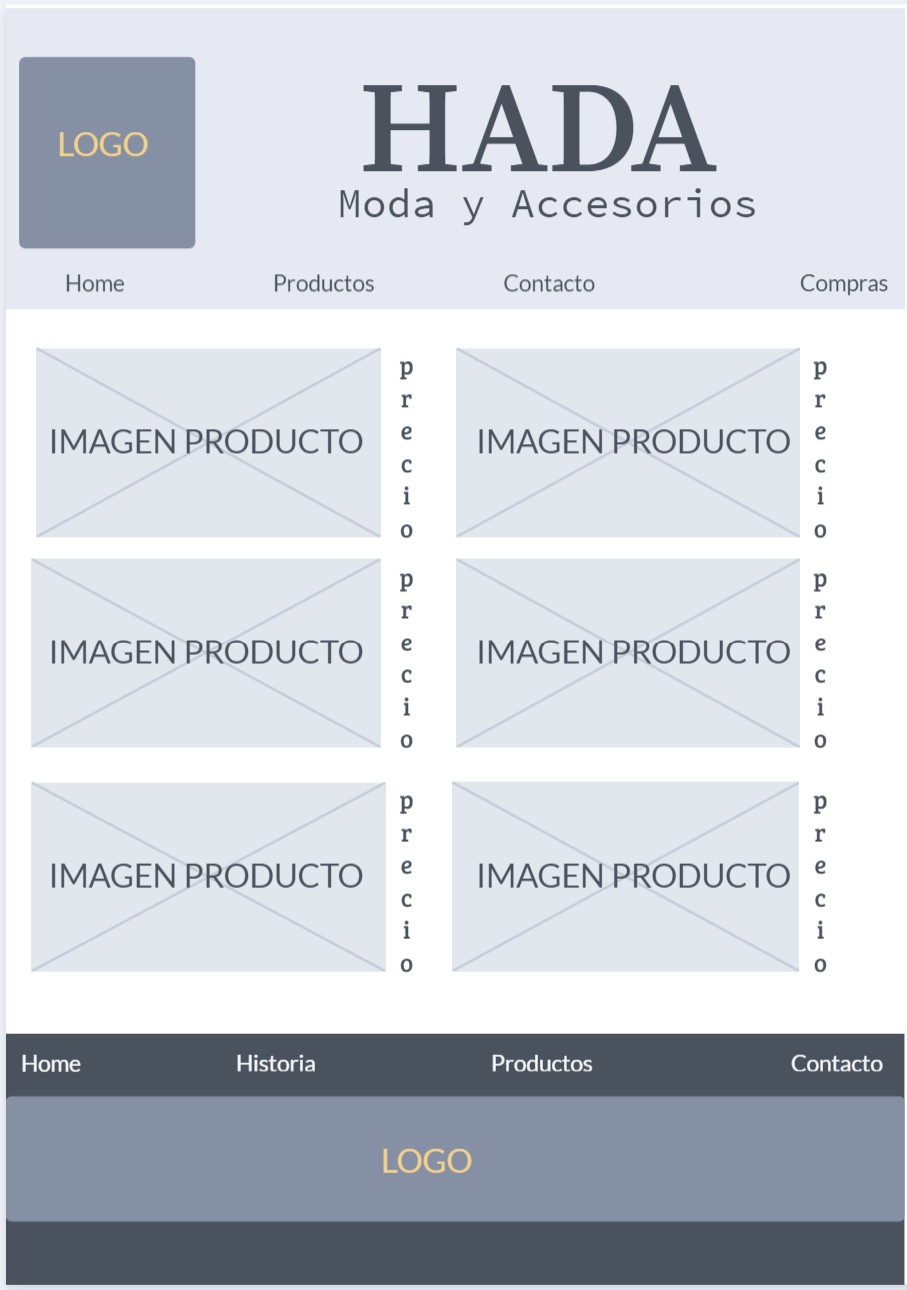 LOGO
HADA
Moda y Accesorios
Home Productos Contacto Compras
IMAGEN PRODUCTO
precio
IMAGEN PRODUCTO
precio
IMAGEN PRODUCTO
precio
IMAGEN PRODUCTO
precio
IMAGEN PRODUCTO
precio
IMAGEN PRODUCTO
precio
Home Historia Productos Contacto
LOGO